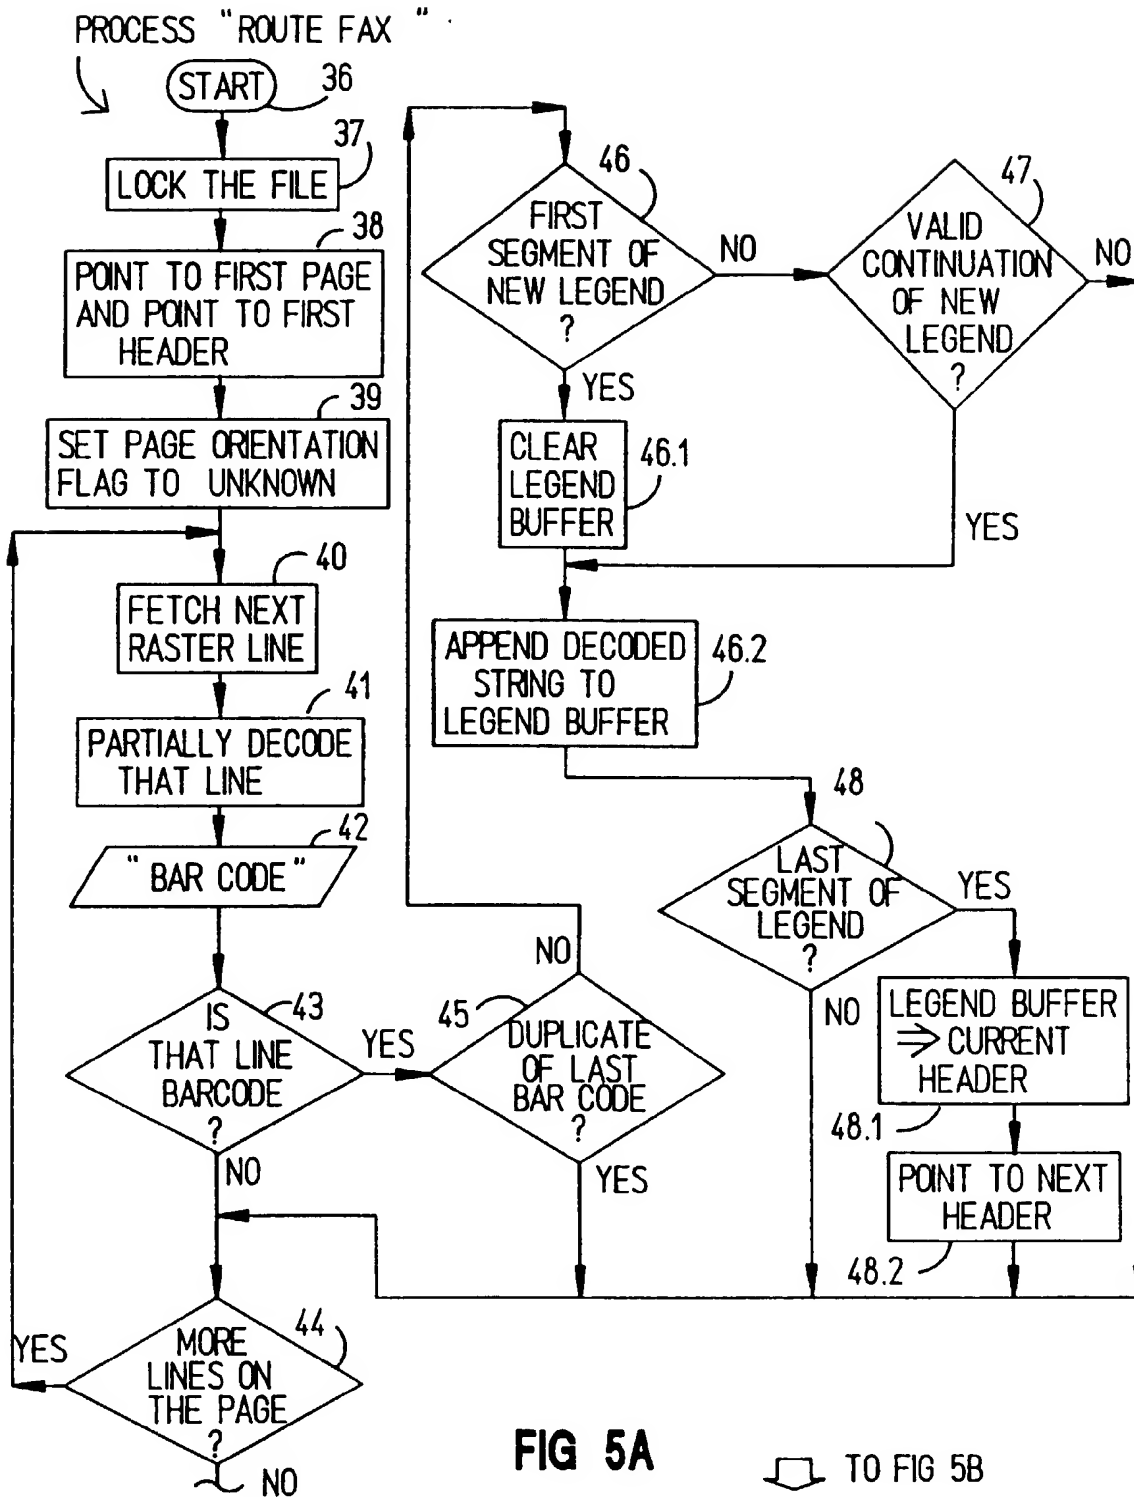 PROCESS "ROUTE FAX "
START
36
37
LOCK THE FILE
38
POINT TO FIRST PAGE
AND POINT TO FIRST
HEADER
39
SET PAGE ORIENTATION
FLAG TO UNKNOWN
40
FETCH NEXT
RASTER LINE
41
PARTIALLY DECODE
THAT LINE
42
"BAR CODE"
43
IS
THAT LINE
BARCODE
?
YES
NO
44
MORE
LINES ON
THE PAGE
?
YES
NO
45
DUPLICATE
OF LAST
BAR CODE
?
NO
YES
46
FIRST
SEGMENT OF
NEW LEGEND
?
NO
YES
47
VALID
CONTINUATION
OF NEW
LEGEND
?
NO
YES
CLEAR
LEGEND
BUFFER
46.1
APPEND DECODED
STRING TO
LEGEND BUFFER
46.2
48
LAST
SEGMENT OF
LEGEND
?
YES
NO
LEGEND BUFFER
⇒ CURRENT
HEADER
48.1
POINT TO NEXT
HEADER
48.2
FIG 5A
TO FIG 5B